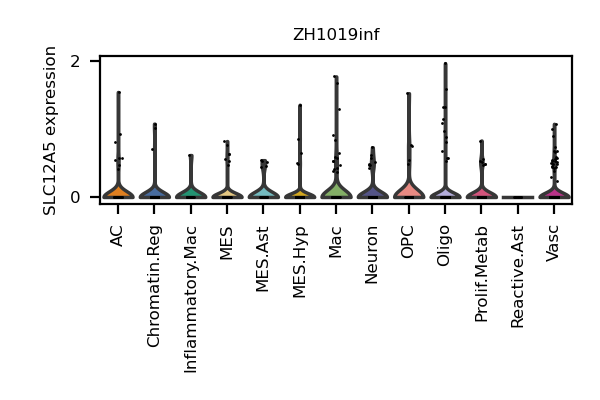 ZH1019inf
SLC12A5 expression
2
0
AC
Chromatin.Reg
Inflammatory.Mac
MES
MES.Ast
MES.Hyp
Mac
Neuron
OPC
Oligo
Prolif.Metab
Reactive.Ast
Vasc